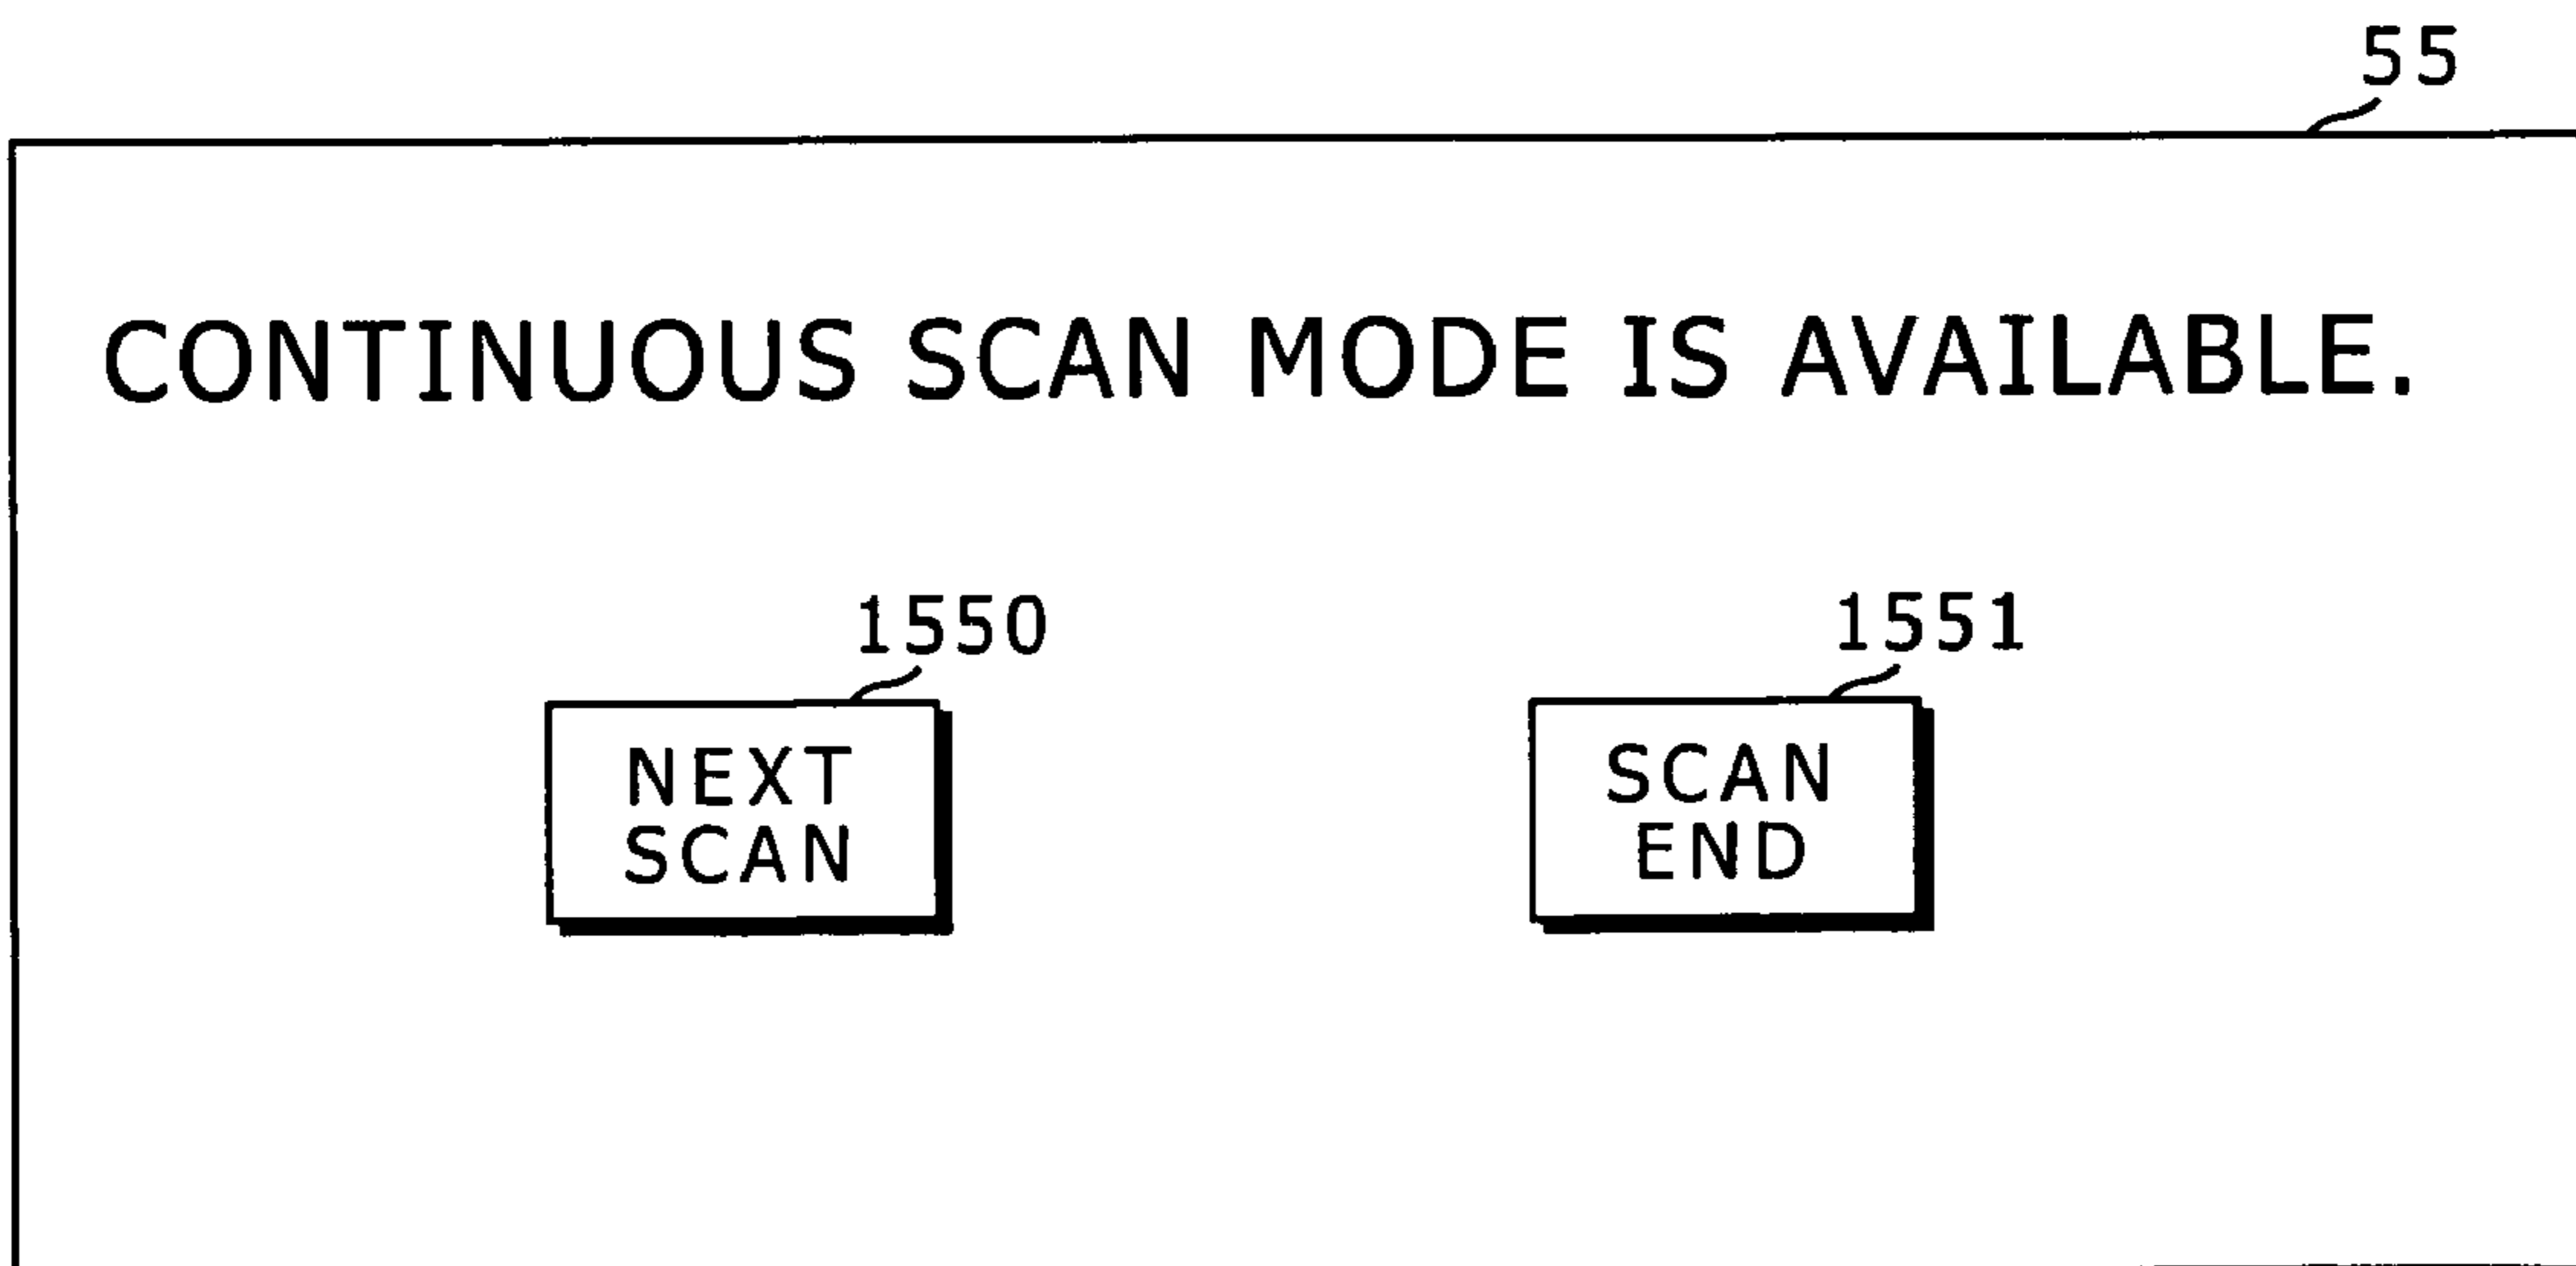 55
CONTINUOUS SCAN MODE IS AVAILABLE.
1550
1551
NEXT
SCAN
SCAN
END